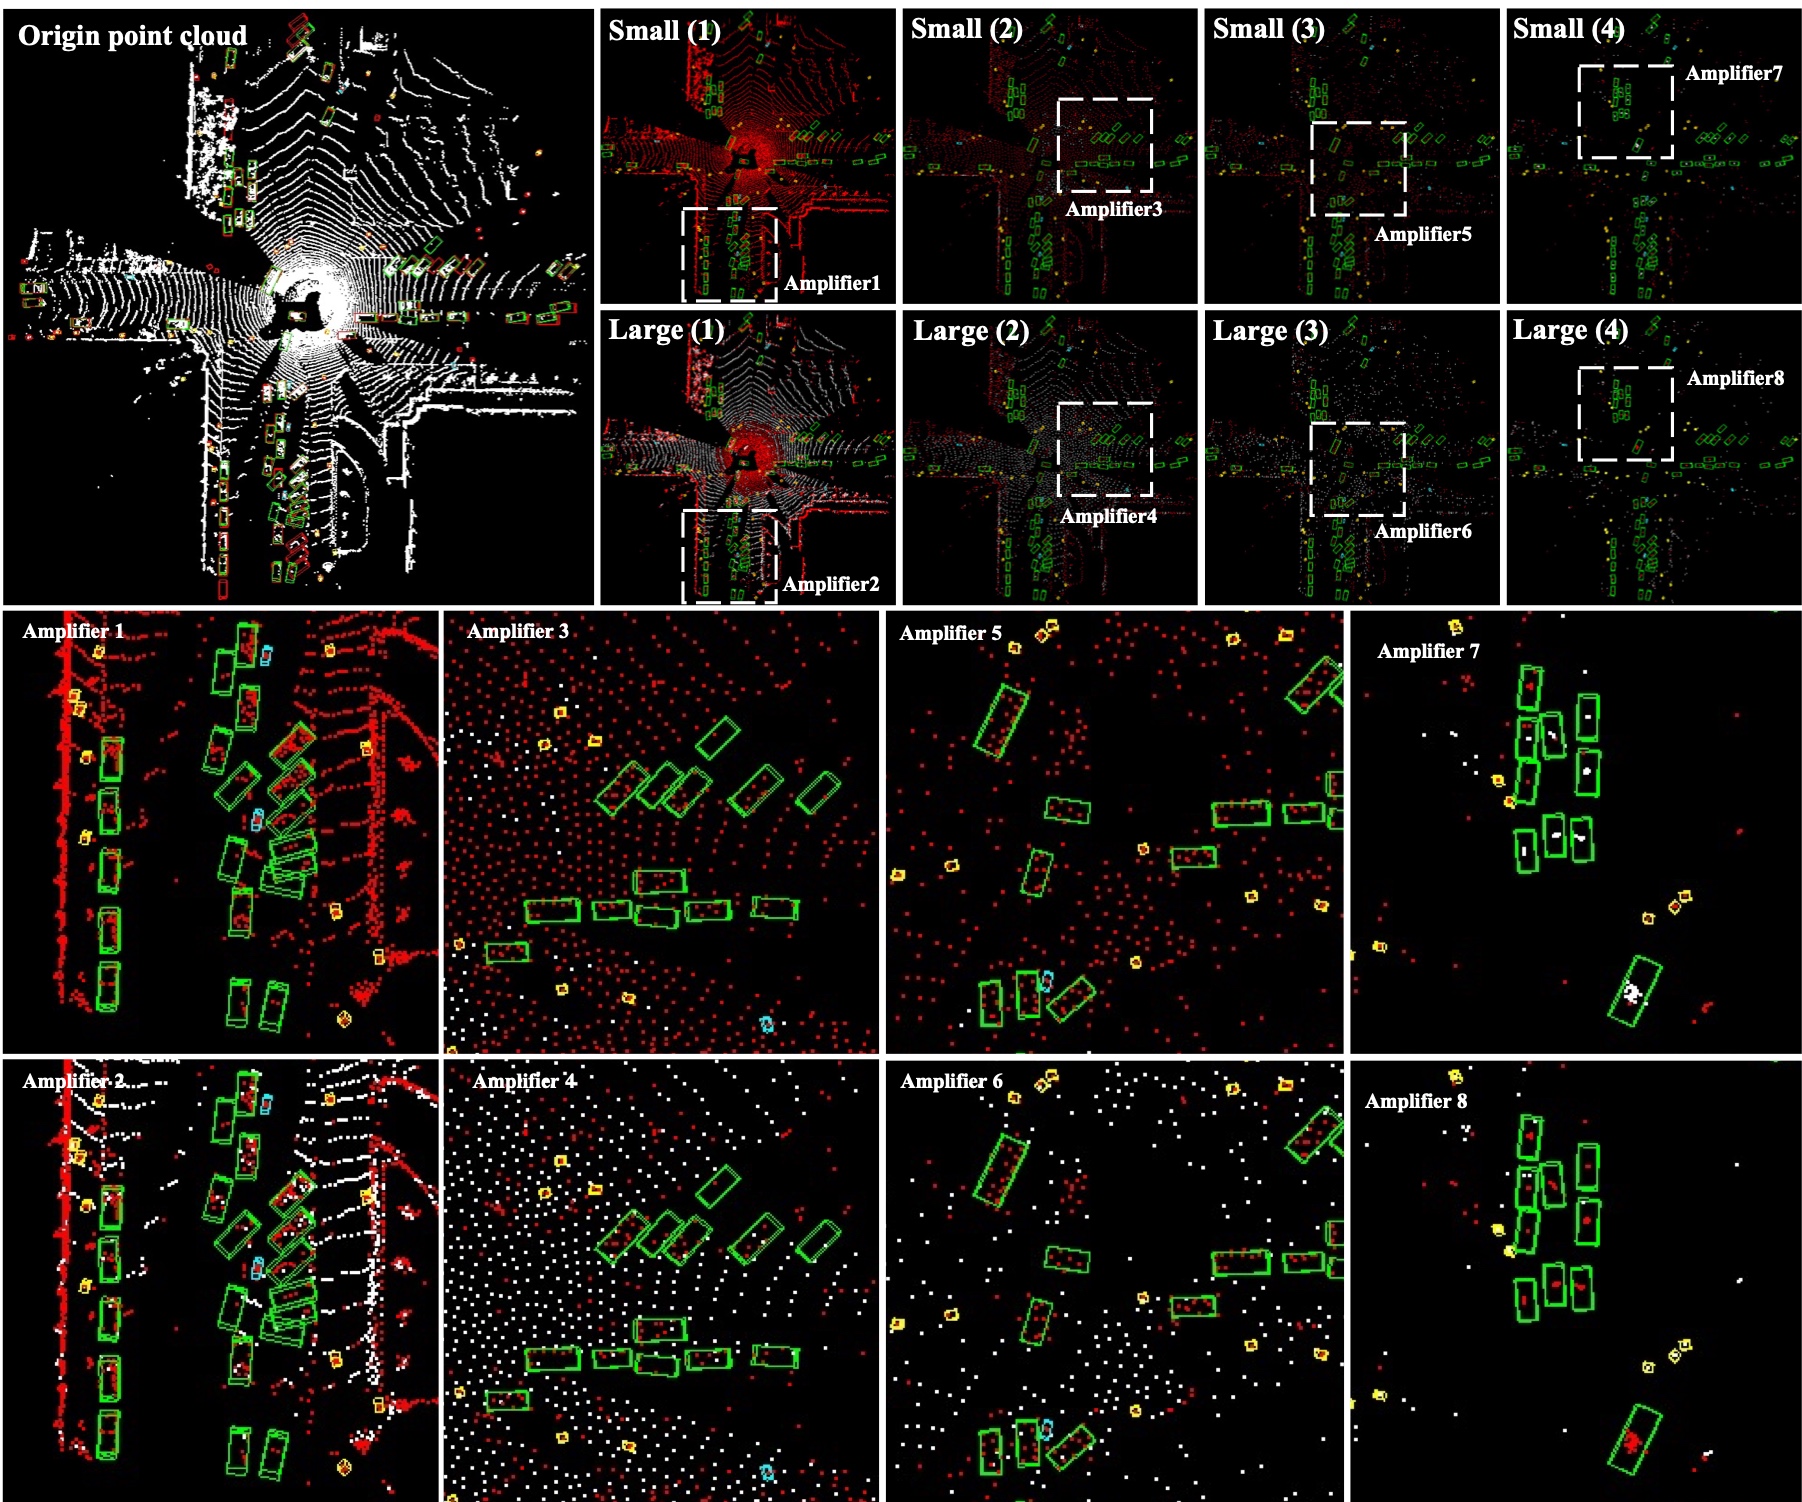 Origin point cloud
Small (1)
Small (2)
Small (3)
Small (4)
Amplifier7
Amplifier3
Amplifier5
Amplifier1
Large (1)
Large (2)
Large (3)
Large (4)
Amplifier8
Amplifier4
Amplifier6
Amplifier2
Amplifier 1
Amplifier 3
Amplifier 5
Amplifier 7
Amplifier 2
Amplifier 4
Amplifier 6
Amplifier 8